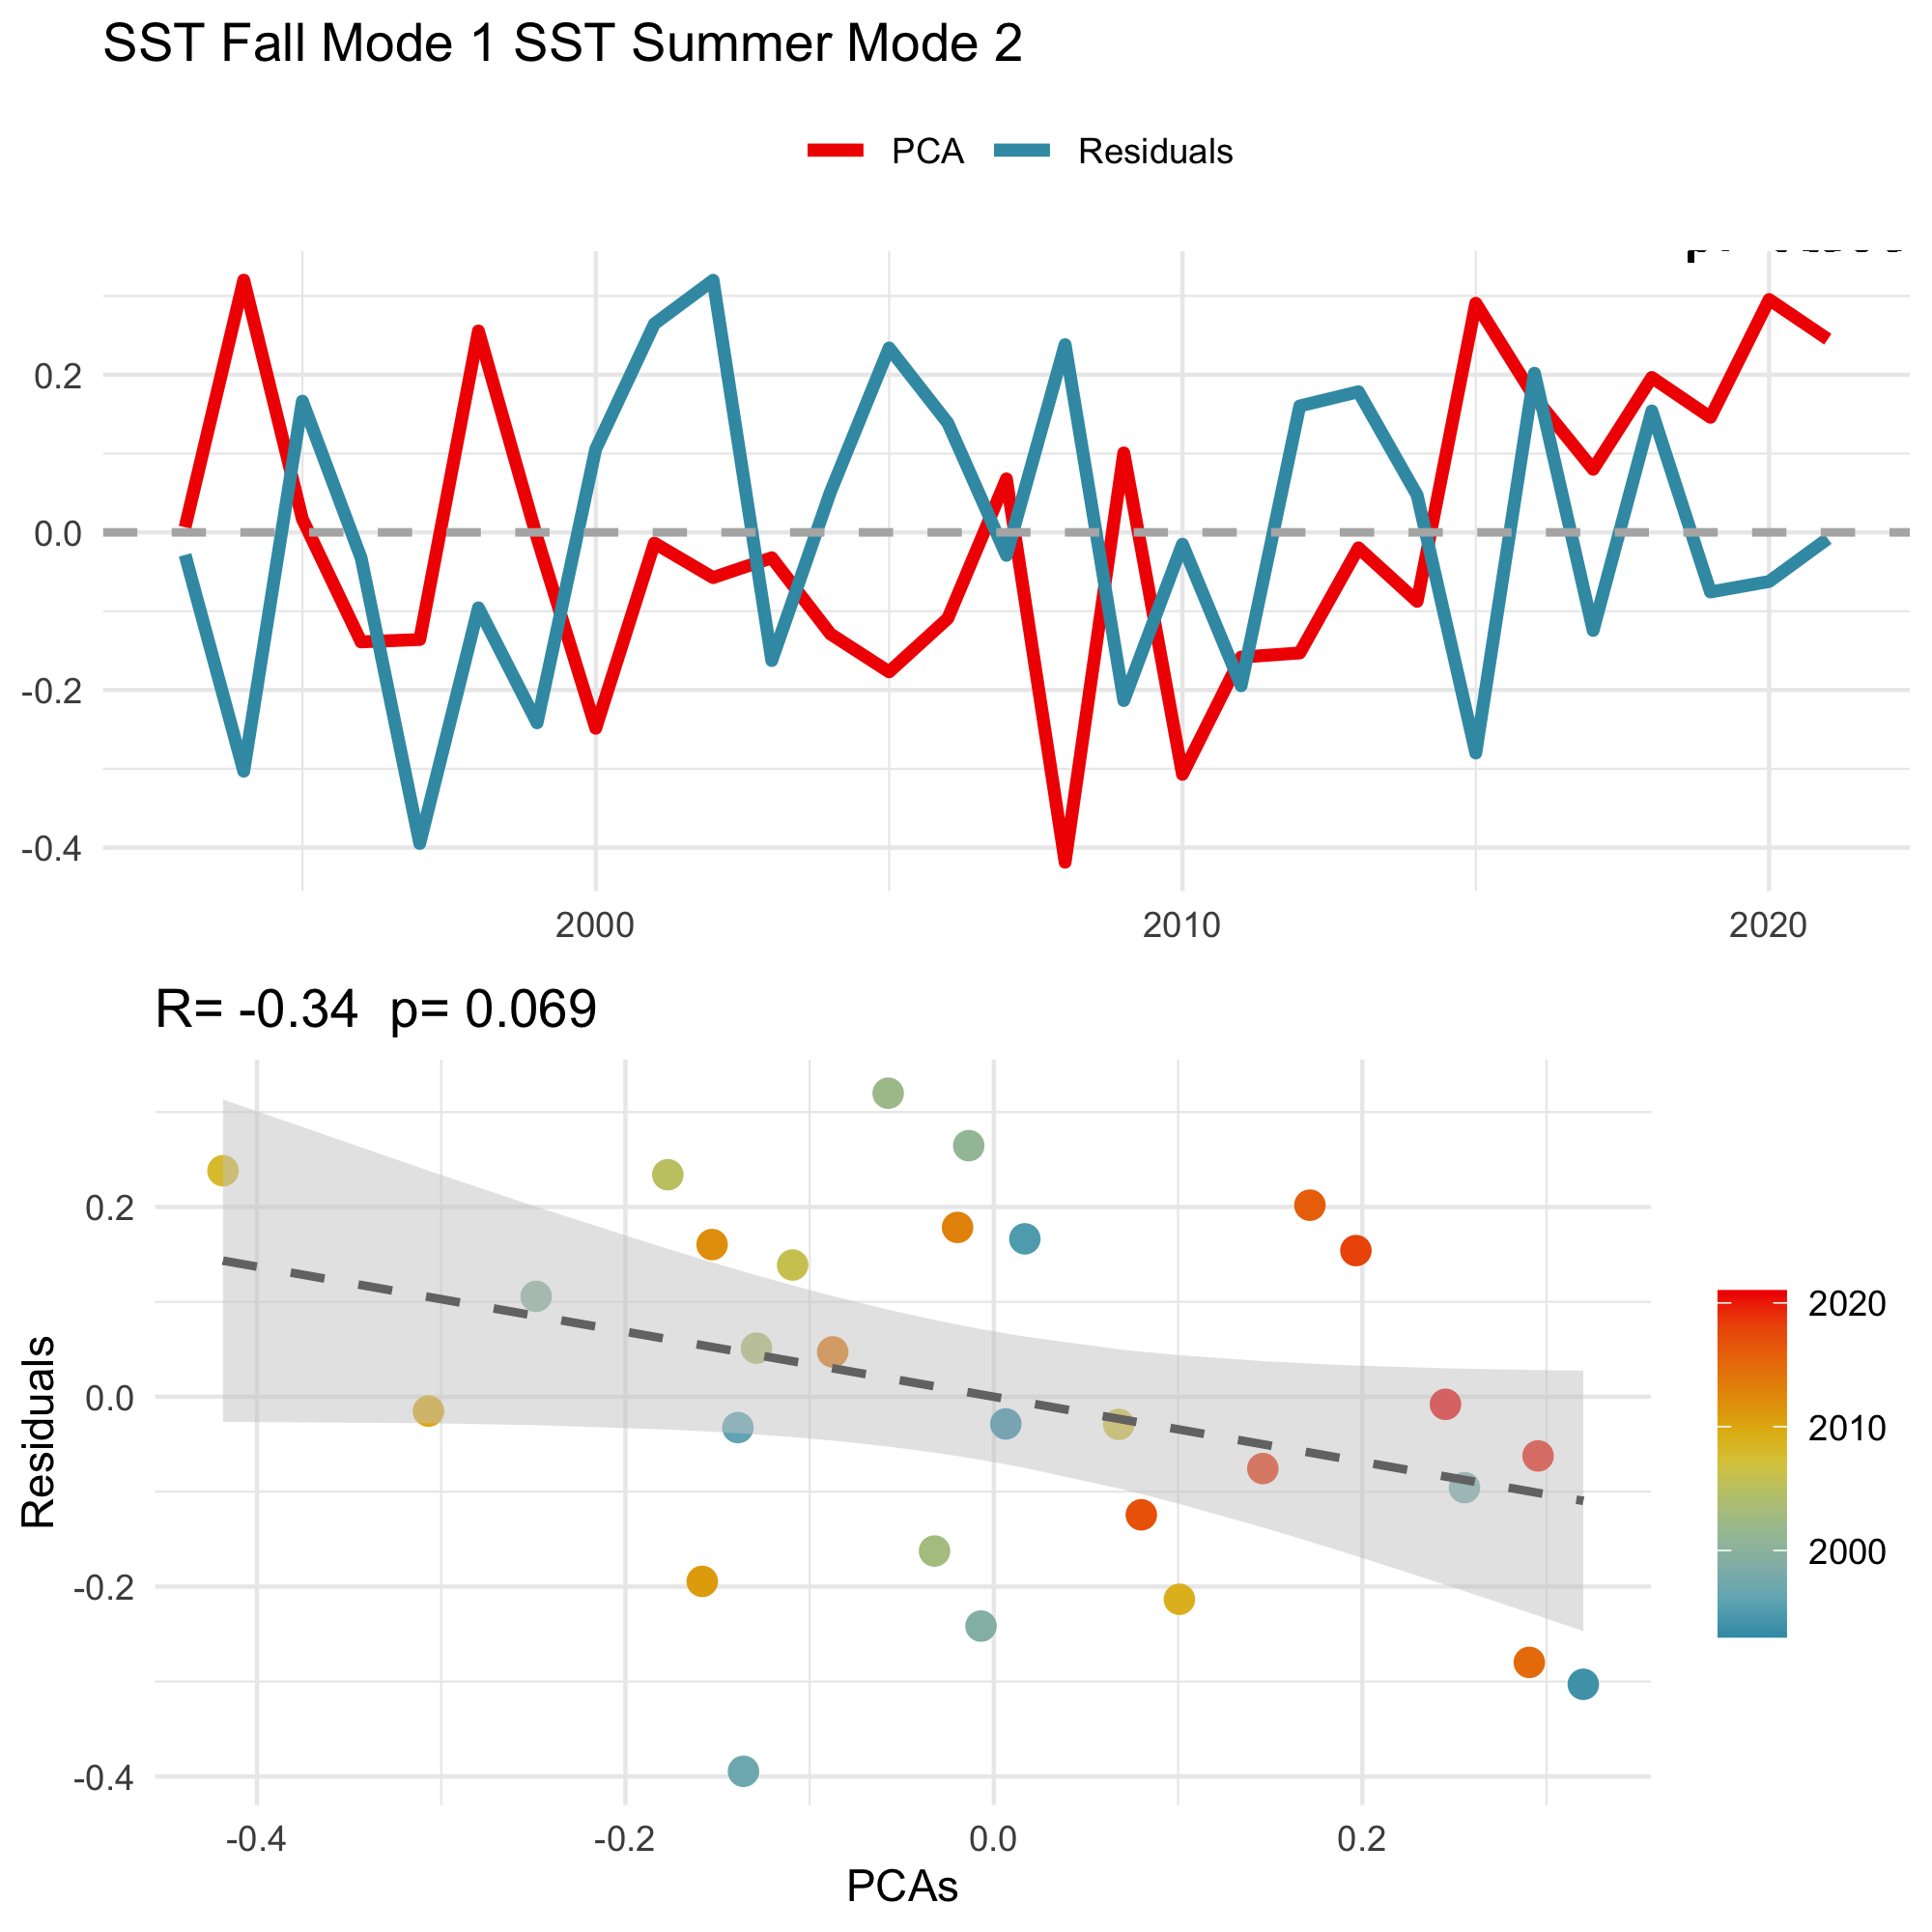 SST Fall Mode 1 SST Summer Mode 2
PCA Residuals
0.2
0.0
-0.2
-0.4
2000 2010 2020
R= -0.34 p= 0.069
Residuals
0.2
0.0
-0.2
-0.4
-0.4 -0.2 0.0 0.2
PCAs
2020
2010
2000